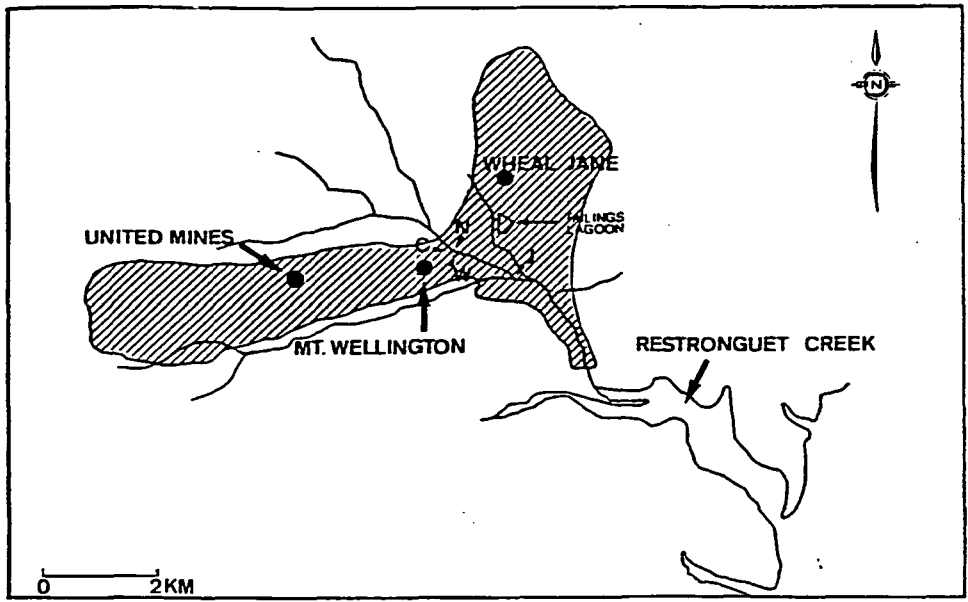 N
WHEAL JANE
TAILINGS
LAGOON
UNITED MINES
C
N
W
J
MT. WELLINGTON
RESTRONGUET CREEK
0 2KM